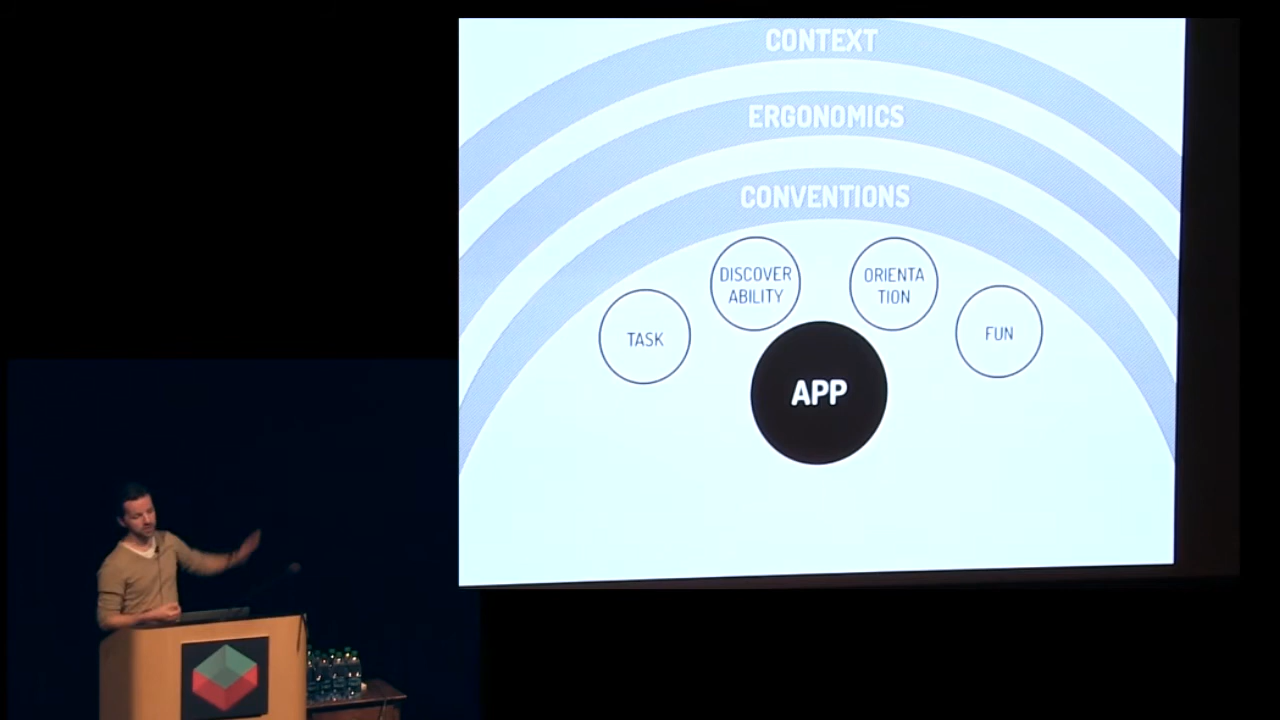 CONTEXT
ERGONOMICS
CONVENTIONS
DISCOVER
ABILITY
ORIENTA
TION
TASK
FUN
APP